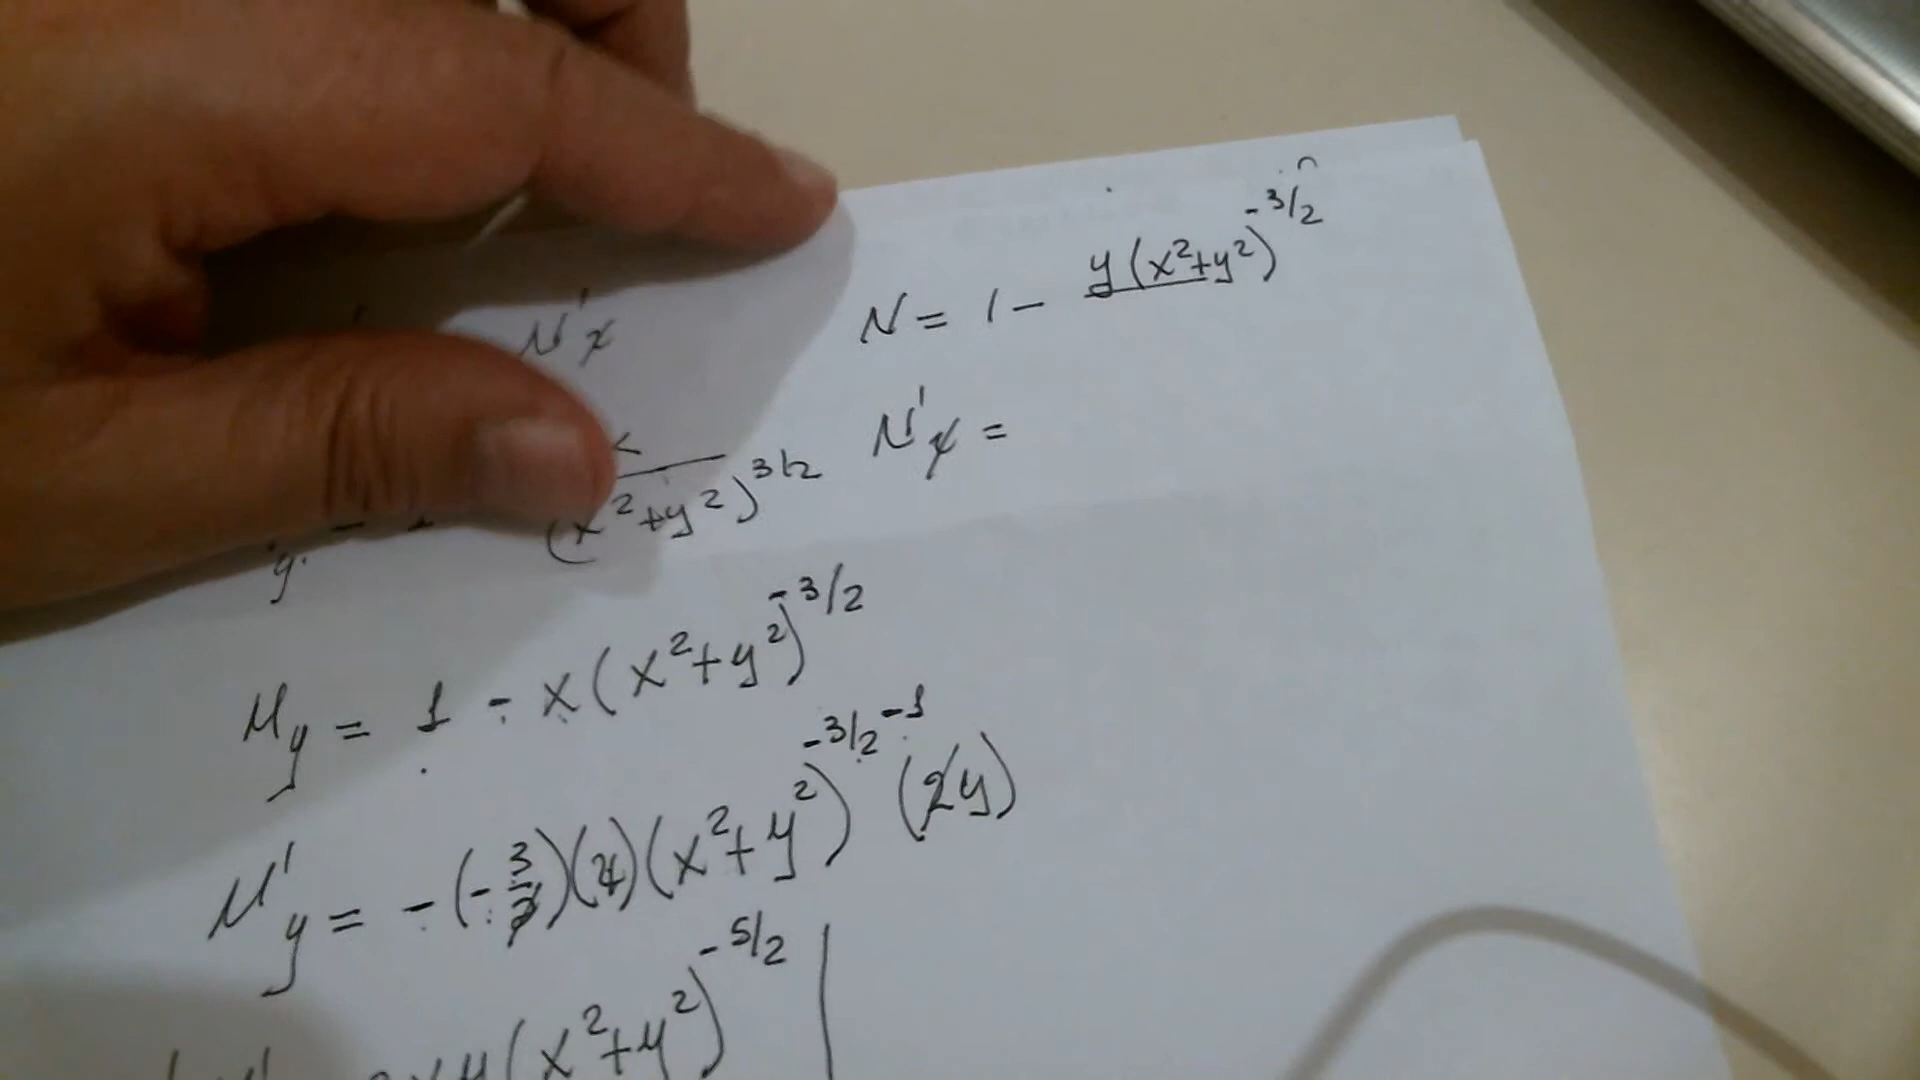 N'x
N = 1 - y(x²+y²)^-3/2
(x²+y²)^3/2
N'x =
My = 1 - x(x²+y²)^-3/2
M'y = -(-3/2)(x)(x²+y²)^-3/2-1 (2y)
(x²+y²)^-5/2